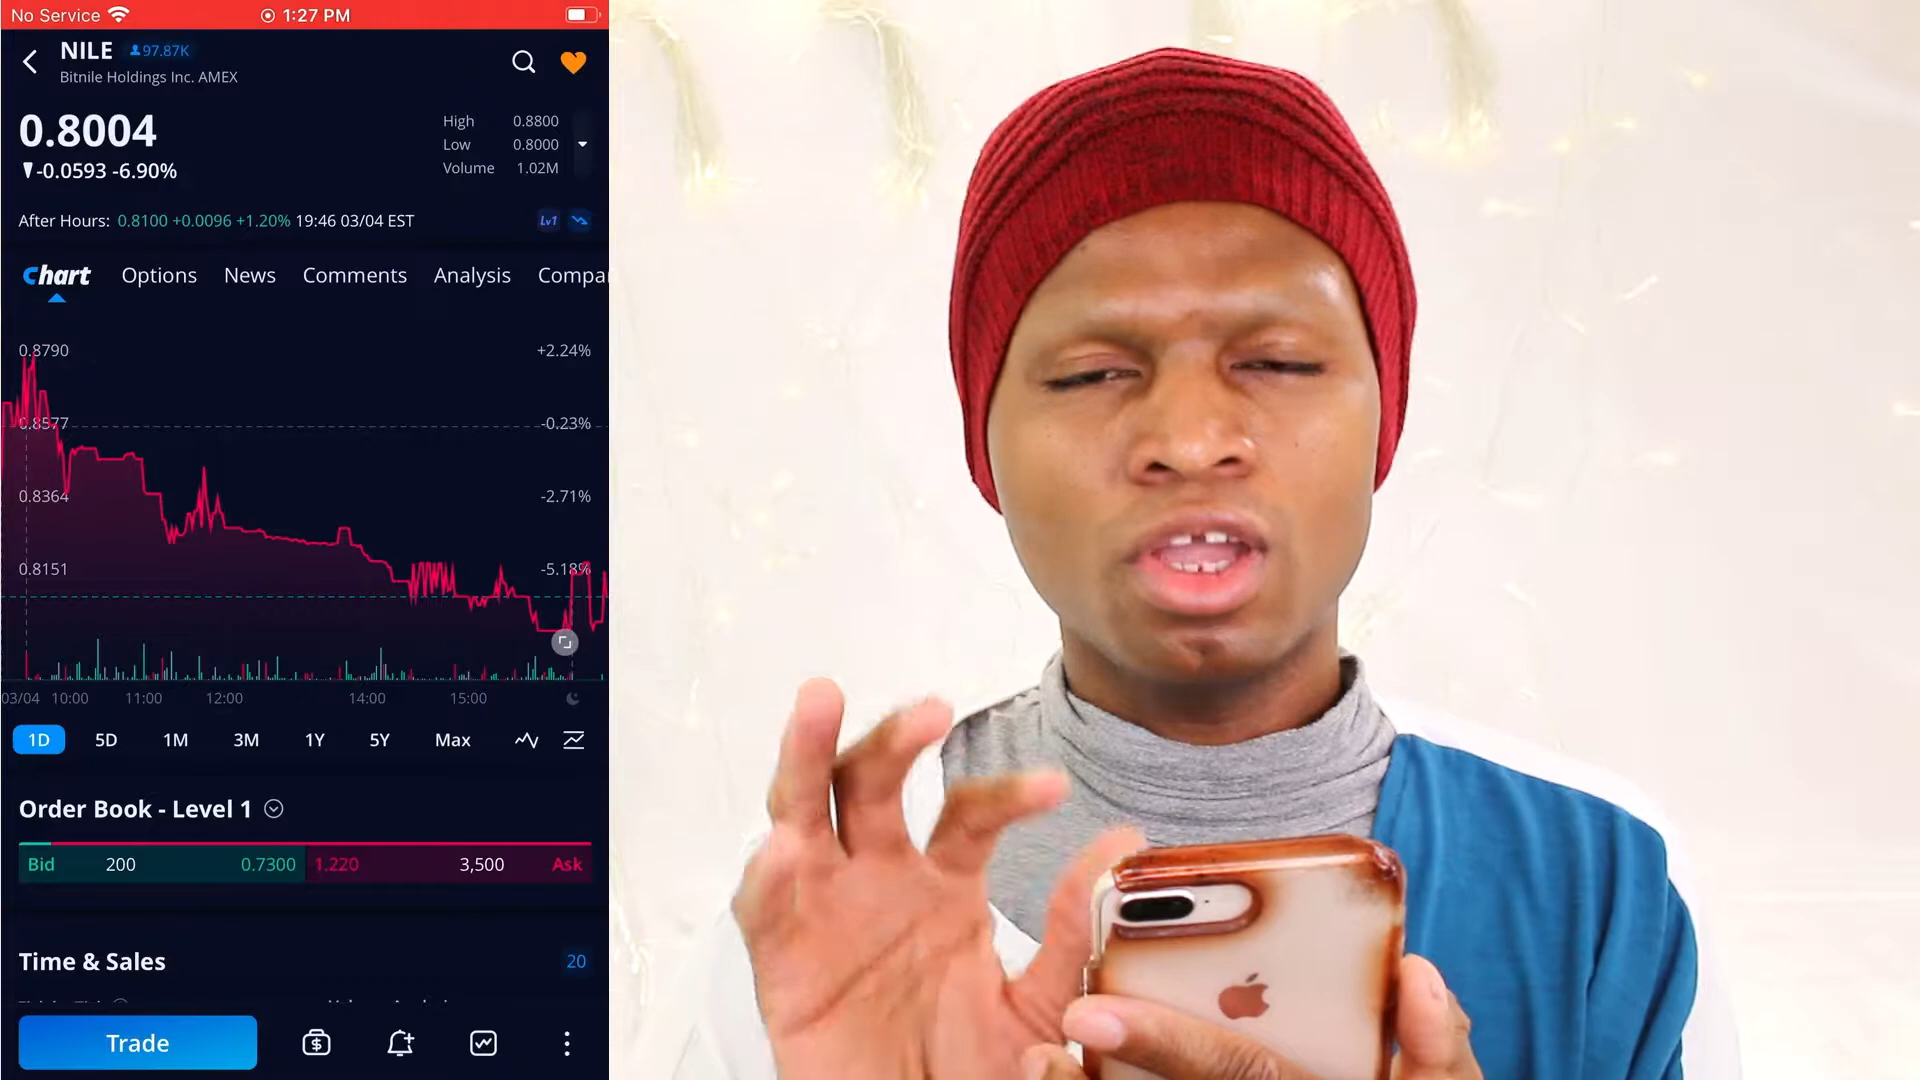 No Service 1:27 PM
NILE 97.87K
Bitnile Holdings Inc. AMEX
0.8004
-0.0593 -6.90%
High 0.8800
Low 0.8000
Volume 1.02M
After Hours: 0.8100 +0.0096 +1.20% 19:46 03/04 EST Lv1
Chart Options News Comments Analysis Compa
0.8790 +2.24%
0.8577 -0.23%
0.8364 -2.71%
0.8151 -5.18%
03/04 10:00 11:00 12:00 14:00 15:00
1D 5D 1M 3M 1Y 5Y Max
Order Book - Level 1
Bid 200 0.7300 1.220 3,500 Ask
Time & Sales 20
Trade